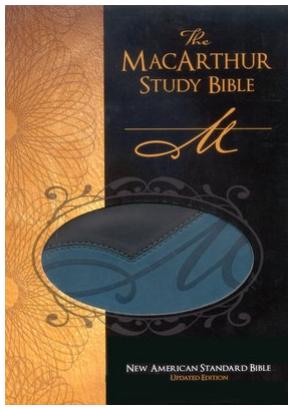 The
MacArthur
Study Bible
M
M
New American Standard Bible
Updated Edition